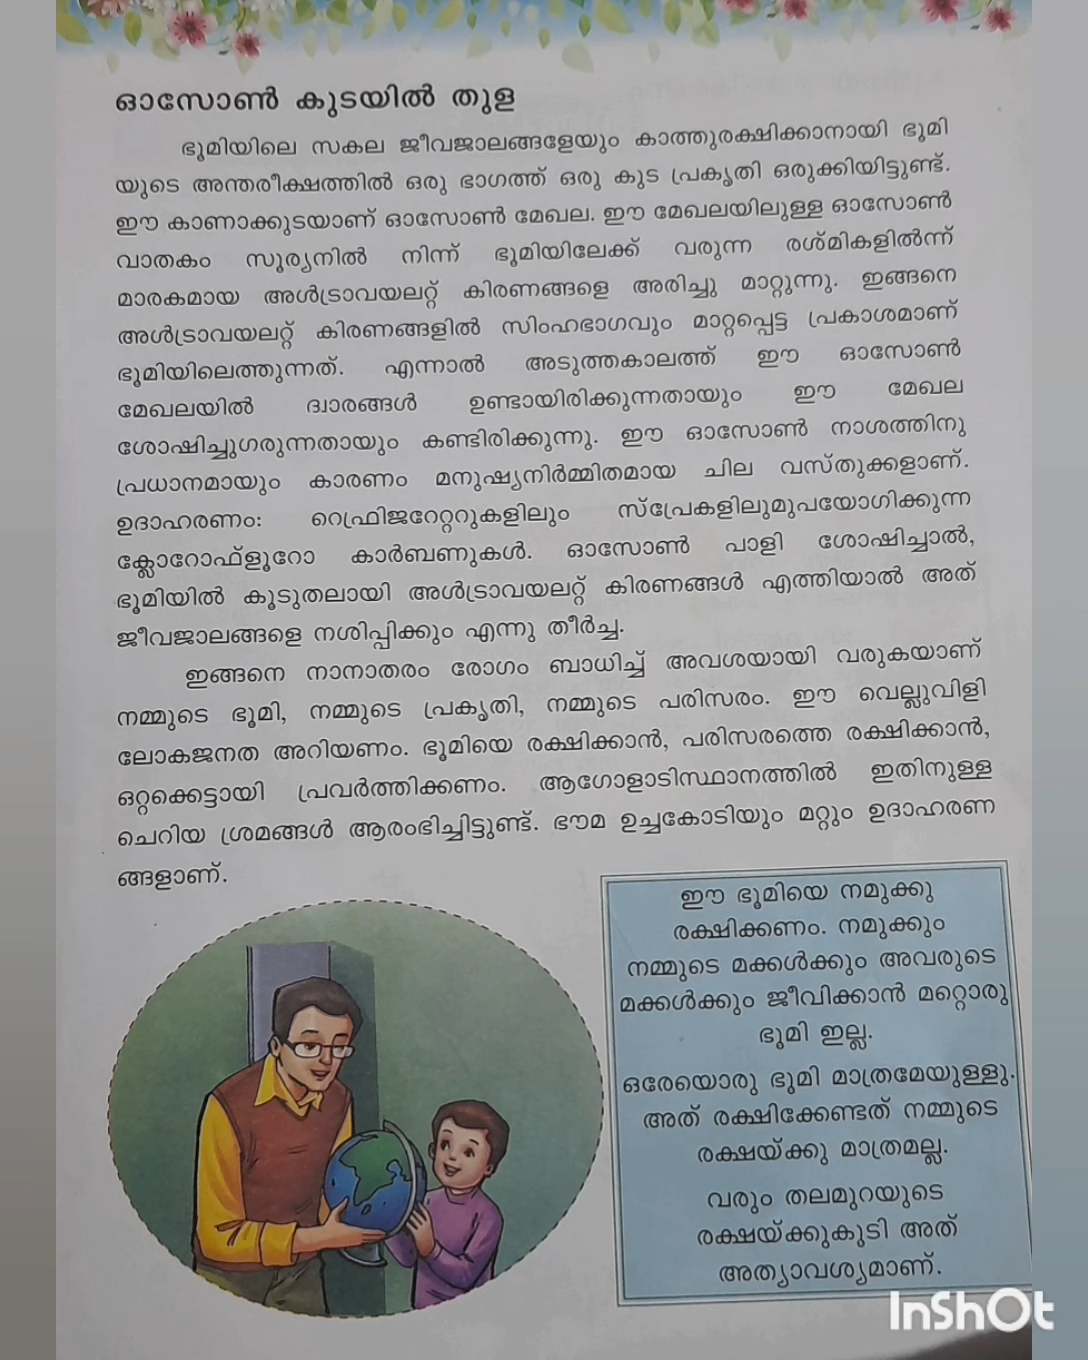 ഓസോൺ കുടയിൽ തുള
ഭൂമിയിലെ സകല ജീവജാലങ്ങളേയും കാത്തുരക്ഷിക്കാനായി ഭൂമി
യുടെ അന്തരീക്ഷത്തിൽ ഒരു ഭാഗത്ത് ഒരു കുട പ്രകൃതി ഒരുക്കിയിട്ടുണ്ട്.
ഈ കാണാക്കുടയാണ് ഓസോൺ മേഖല. ഈ മേഖലയിലുള്ള ഓസോൺ
വാതകം സൂര്യനിൽ നിന്ന് ഭൂമിയിലേക്ക് വരുന്ന രശ്മികളിൽന്ന്
മാരകമായ അൾട്രാവയലറ്റ് കിരണങ്ങളെ അരിച്ചു മാറ്റുന്നു. ഇങ്ങനെ
അൾട്രാവയലറ്റ് കിരണങ്ങളിൽ സിംഹഭാഗവും മാറ്റപ്പെട്ട പ്രകാശമാണ്
ഭൂമിയിലെത്തുന്നത്. എന്നാൽ അടുത്തകാലത്ത് ഈ ഓസോൺ
മേഖലയിൽ ദ്വാരങ്ങൾ ഉണ്ടായിരിക്കുന്നതായും ഈ മേഖല
ശോഷിച്ചുഗരുന്നതായും കണ്ടിരിക്കുന്നു. ഈ ഓസോൺ നാശത്തിനു
പ്രധാനമായും കാരണം മനുഷ്യനിർമ്മിതമായ ചില വസ്തുക്കളാണ്.
ഉദാഹരണം: റെഫ്രിജറേറ്ററുകളിലും സ്പ്രേകളിലുമുപയോഗിക്കുന്ന
ക്ലോറോഫ്ളൂറോ കാർബണുകൾ. ഓസോൺ പാളി ശോഷിച്ചാൽ,
ഭൂമിയിൽ കൂടുതലായി അൾട്രാവയലറ്റ് കിരണങ്ങൾ എത്തിയാൽ അത്
ജീവജാലങ്ങളെ നശിപ്പിക്കും എന്നു തീർച്ച.
ഇങ്ങനെ നാനാതരം രോഗം ബാധിച്ച് അവശയായി വരുകയാണ്
നമ്മുടെ ഭൂമി, നമ്മുടെ പ്രകൃതി, നമ്മുടെ പരിസരം. ഈ വെല്ലുവിളി
ലോകജനത അറിയണം. ഭൂമിയെ രക്ഷിക്കാൻ, പരിസരത്തെ രക്ഷിക്കാൻ,
ഒറ്റക്കെട്ടായി പ്രവർത്തിക്കണം. ആഗോളാടിസ്ഥാനത്തിൽ ഇതിനുള്ള
ചെറിയ ശ്രമങ്ങൾ ആരംഭിച്ചിട്ടുണ്ട്. ഭൗമ ഉച്ചകോടിയും മറ്റും ഉദാഹരണ
ങ്ങളാണ്.
ഈ ഭൂമിയെ നമുക്കു
രക്ഷിക്കണം. നമുക്കും
നമ്മുടെ മക്കൾക്കും അവരുടെ
മക്കൾക്കും ജീവിക്കാൻ മറ്റൊരു
ഭൂമി ഇല്ല.
ഒരേയൊരു ഭൂമി മാത്രമേയുള്ളു.
അത് രക്ഷിക്കേണ്ടത് നമ്മുടെ
രക്ഷയ്ക്കു മാത്രമല്ല.
വരും തലമുറയുടെ
രക്ഷയ്ക്കുകൂടി അത്
അത്യാവശ്യമാണ്.
InShOt